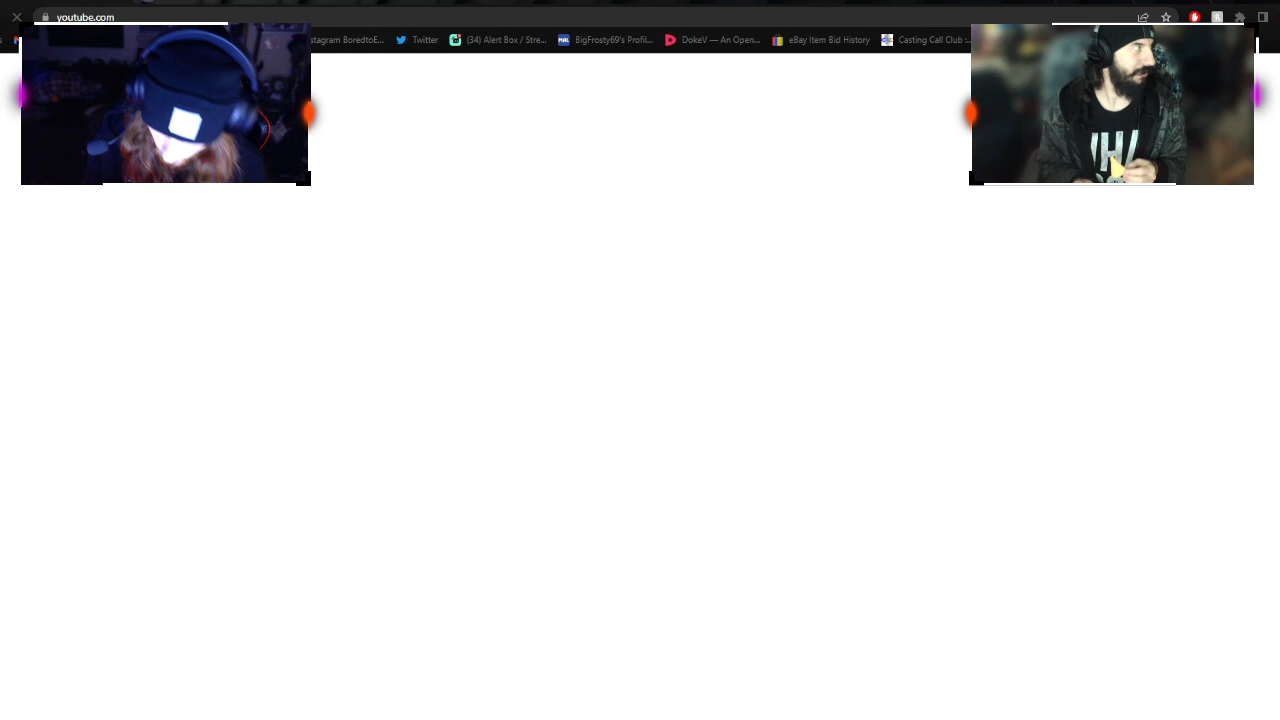 youtube.com
stagram BoredtoE...
Twitter
(34) Alert Box / Stre...
MAL
BigFrosty69's Profil...
DokeV — An Open...
eBay Item Bid History
Casting Call Club :...